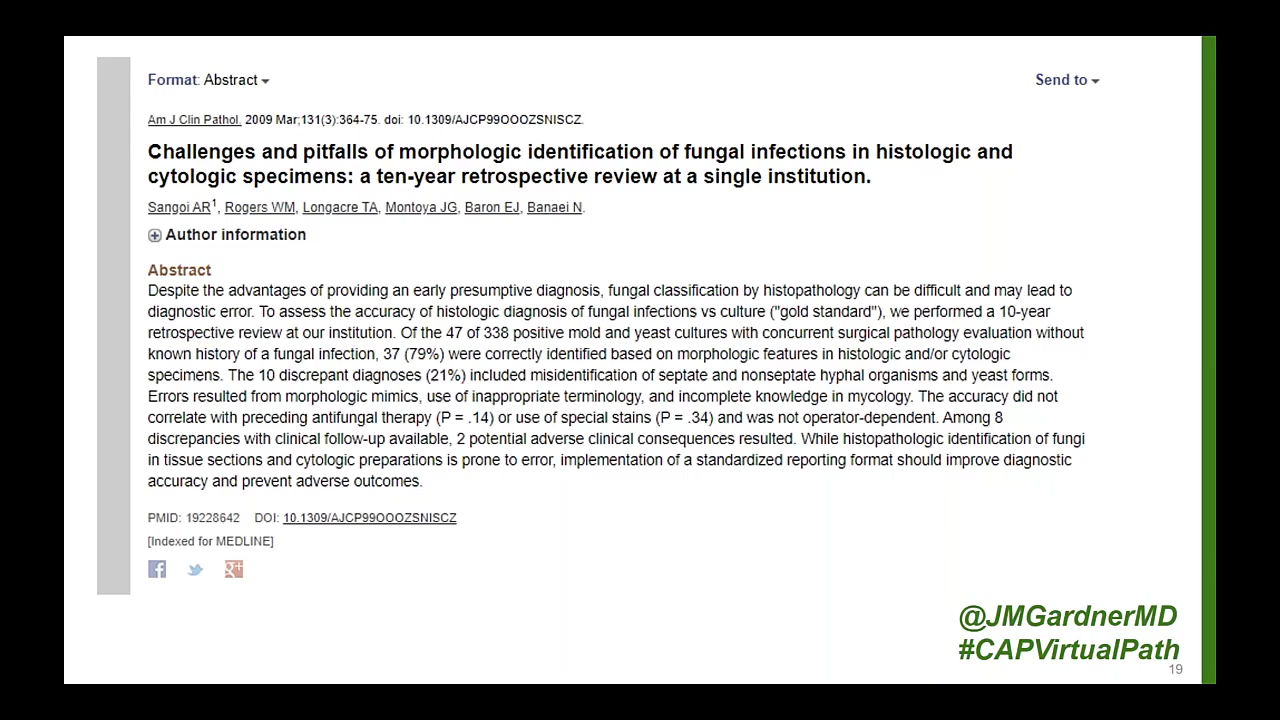 Format: Abstract
Send to
Am J Clin Pathol. 2009 Mar;131(3):364-75. doi: 10.1309/AJCP99OOOZSNISCZ.
Challenges and pitfalls of morphologic identification of fungal infections in histologic and
cytologic specimens: a ten-year retrospective review at a single institution.
Sangoi AR1, Rogers WM, Longacre TA, Montoya JG, Baron EJ, Banaei N.
Author information
Abstract
Despite the advantages of providing an early presumptive diagnosis, fungal classification by histopathology can be difficult and may lead to
diagnostic error. To assess the accuracy of histologic diagnosis of fungal infections vs culture ("gold standard"), we performed a 10-year
retrospective review at our institution. Of the 47 of 338 positive mold and yeast cultures with concurrent surgical pathology evaluation without
known history of a fungal infection, 37 (79%) were correctly identified based on morphologic features in histologic and/or cytologic
specimens. The 10 discrepant diagnoses (21%) included misidentification of septate and nonseptate hyphal organisms and yeast forms.
Errors resulted from morphologic mimics, use of inappropriate terminology, and incomplete knowledge in mycology. The accuracy did not
correlate with preceding antifungal therapy (P = .14) or use of special stains (P = .34) and was not operator-dependent. Among 8
discrepancies with clinical follow-up available, 2 potential adverse clinical consequences resulted. While histopathologic identification of fungi
in tissue sections and cytologic preparations is prone to error, implementation of a standardized reporting format should improve diagnostic
accuracy and prevent adverse outcomes.
PMID: 19228642 DOI: 10.1309/AJCP99OOOZSNISCZ
[Indexed for MEDLINE]
@JMGardnerMD
#CAPVirtualPath
19